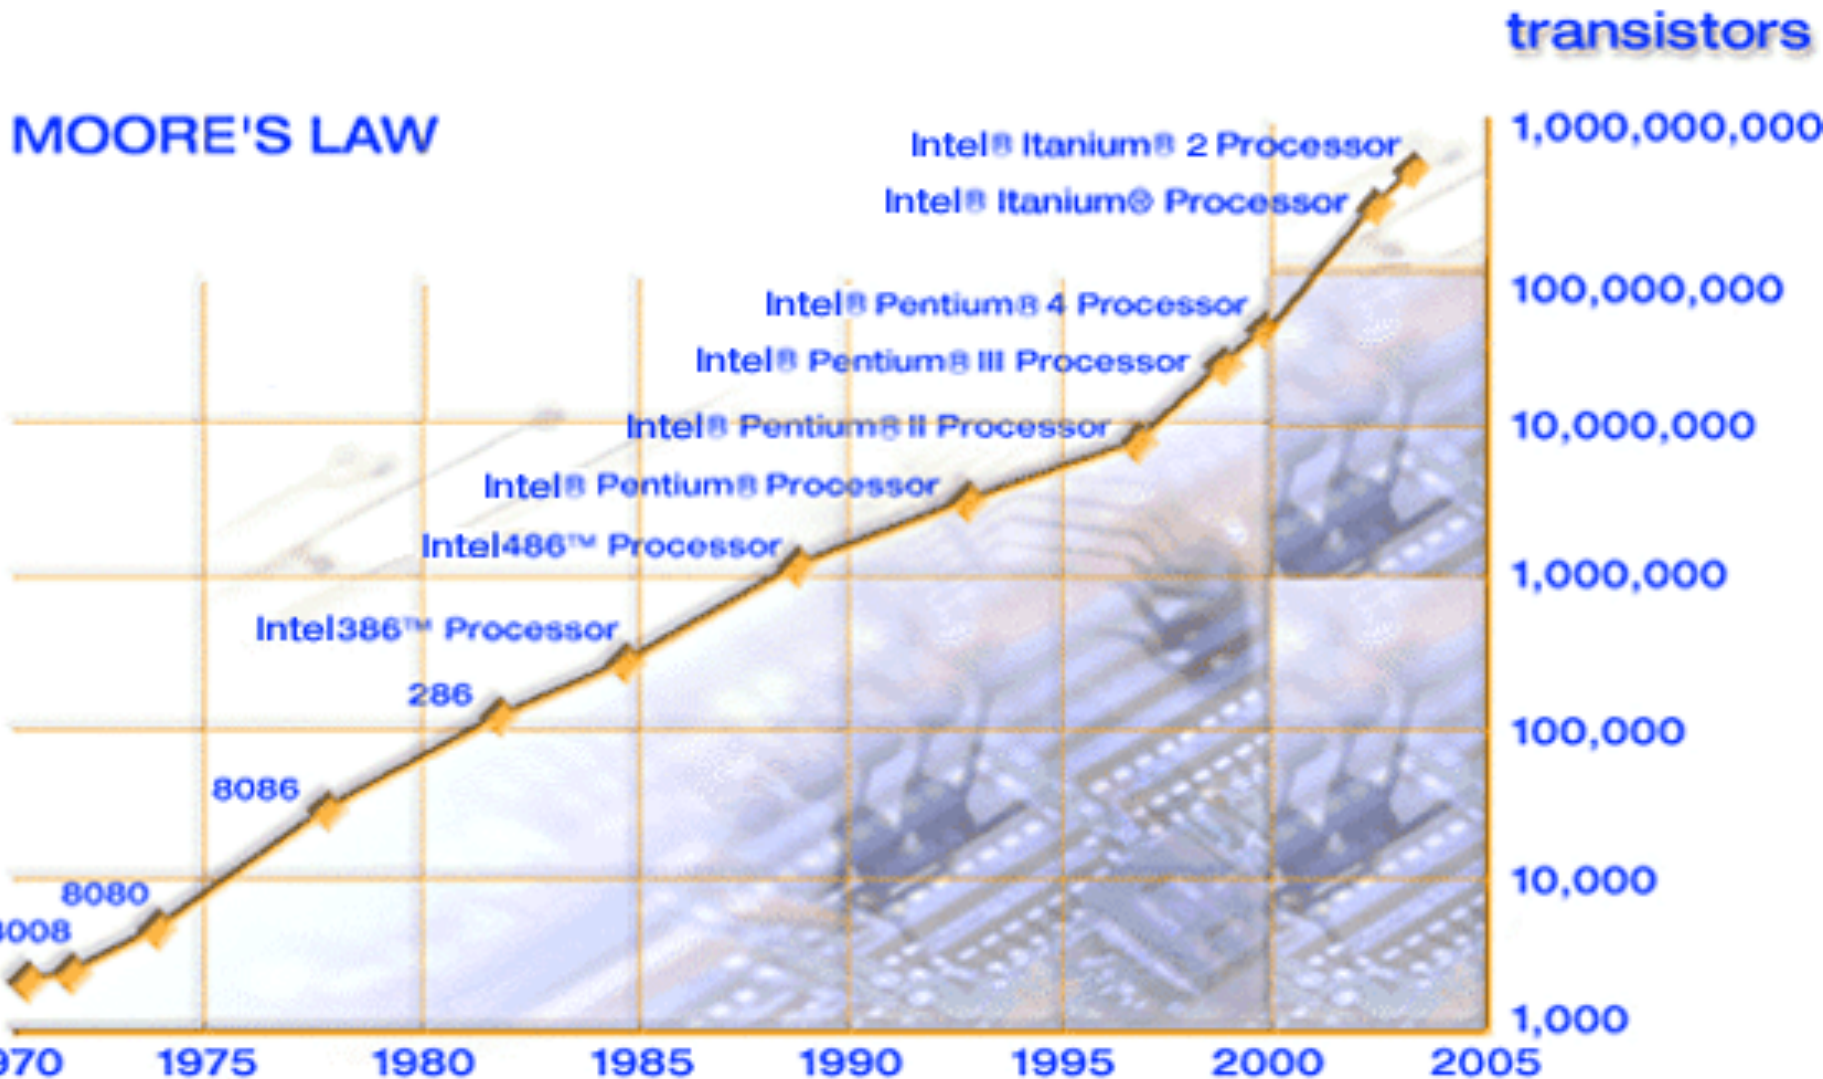 transistors
MOORE'S LAW
1,000,000,000
Intel® Itanium® 2 Processor
Intel® Itanium® Processor
100,000,000
Intel® Pentium® 4 Processor
Intel® Pentium® III Processor
10,000,000
Intel® Pentium® II Processor
Intel® Pentium® Processor
Intel486™ Processor
1,000,000
Intel386™ Processor
286
100,000
8086
8080
10,000
008
1,000
970 1975 1980 1985 1990 1995 2000 2005